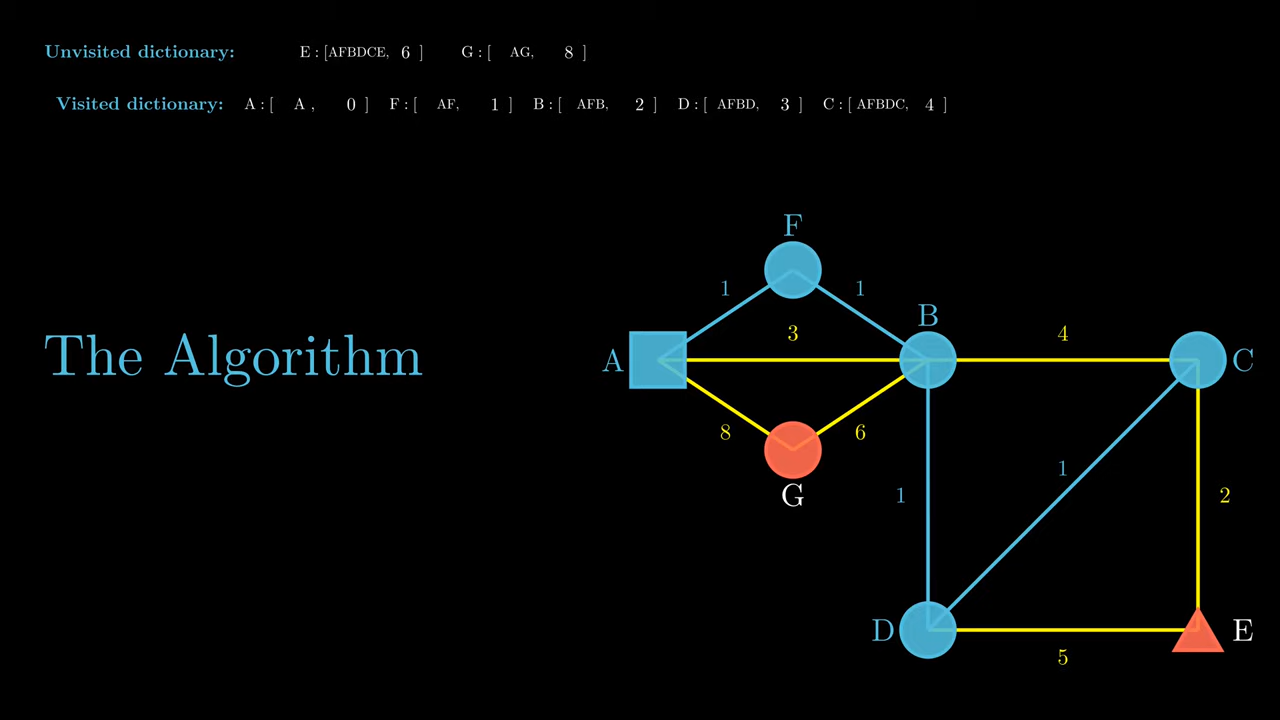 Unvisited dictionary: E : [AFBDCE, 6 ] G : [ AG, 8 ]
Visited dictionary: A : [ A , 0 ] F : [ AF, 1 ] B : [ AFB, 2 ] D : [ AFBD, 3 ] C : [ AFBDC, 4 ]
F
1 1
B
3 4
The Algorithm
A C
8 6
1
G 1 2
D E
5